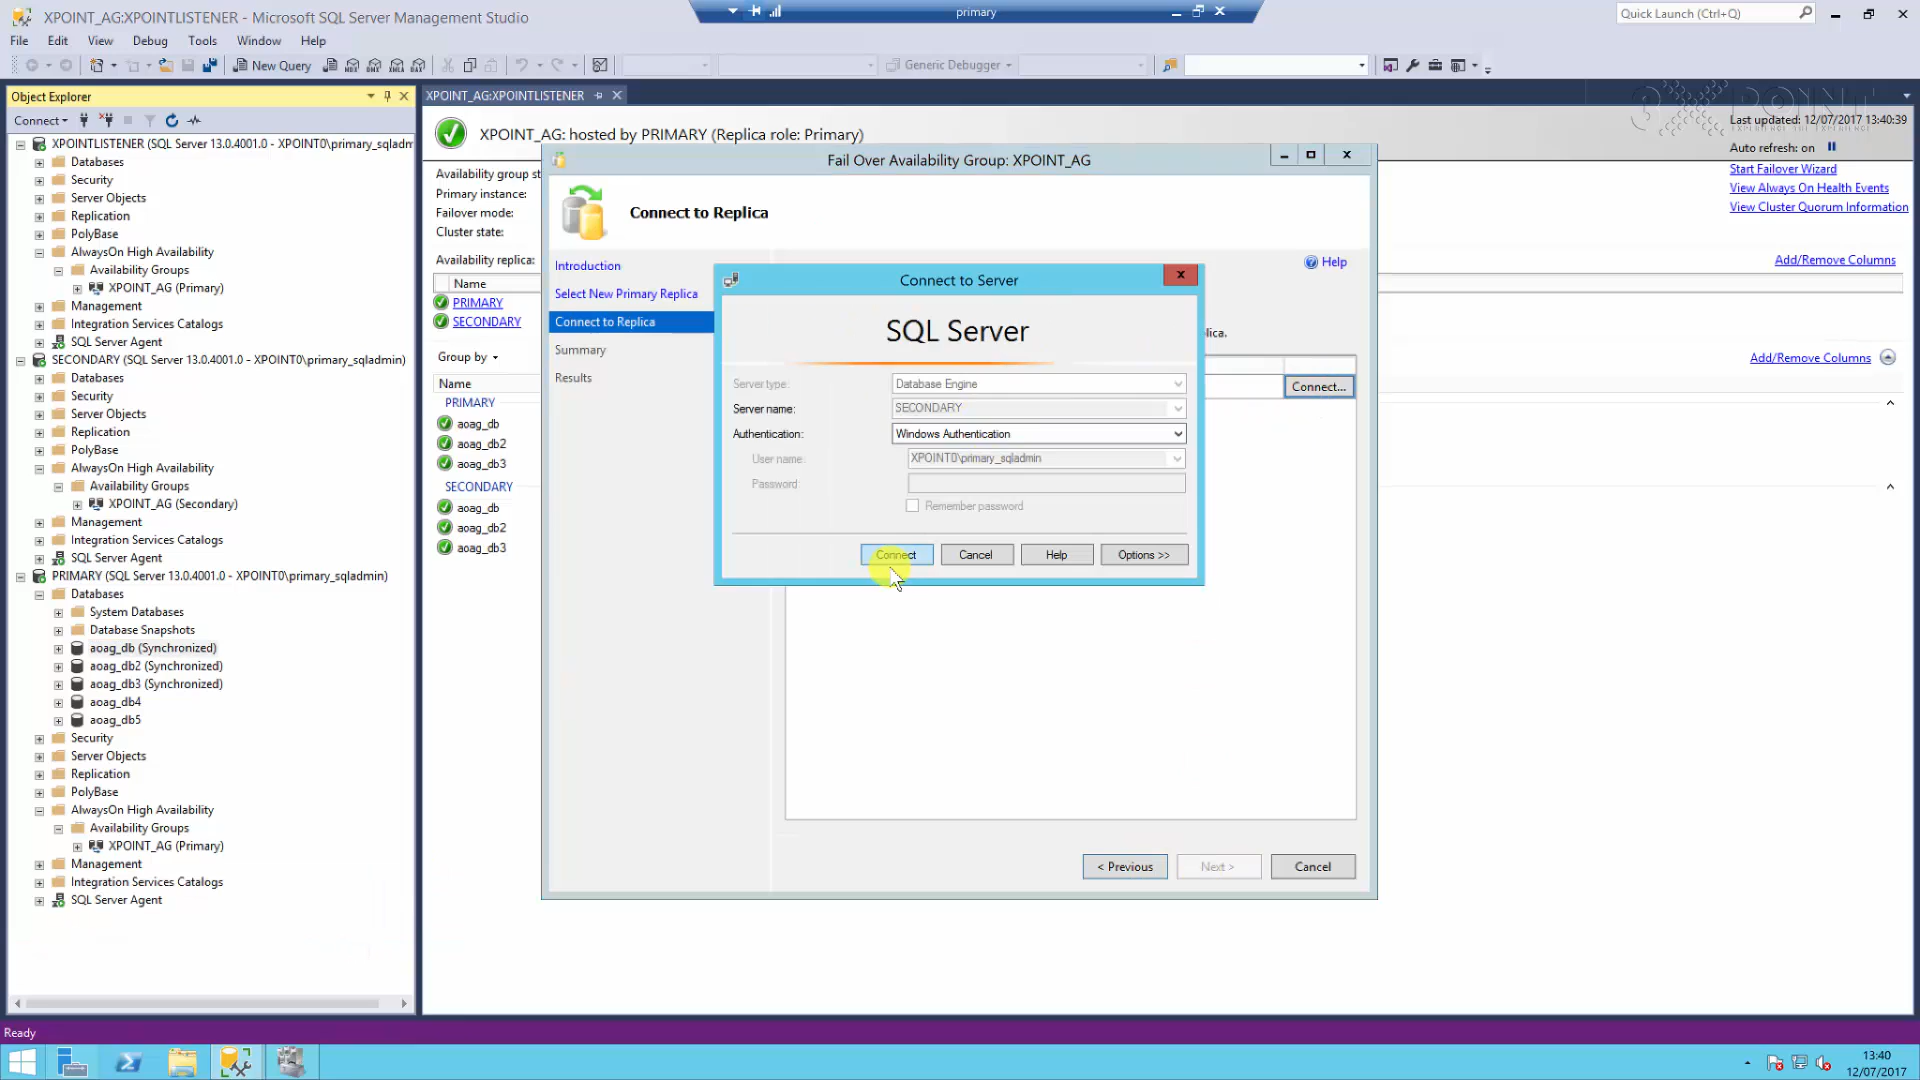 XPOINT_AG:XPOINTLISTENER - Microsoft SQL Server Management Studio
primary
Quick Launch (Ctrl+Q)
File Edit View Debug Tools Window Help
New Query
Generic Debugger
Object Explorer
Connect
XPOINTLISTENER (SQL Server 13.0.4001.0 - XPOINT0\primary_sqladm
Databases
Security
Server Objects
Replication
PolyBase
AlwaysOn High Availability
Availability Groups
XPOINT_AG (Primary)
Management
Integration Services Catalogs
SQL Server Agent
SECONDARY (SQL Server 13.0.4001.0 - XPOINT0\primary_sqladmin)
Databases
Security
Server Objects
Replication
PolyBase
AlwaysOn High Availability
Availability Groups
XPOINT_AG (Secondary)
Management
Integration Services Catalogs
SQL Server Agent
PRIMARY (SQL Server 13.0.4001.0 - XPOINT0\primary_sqladmin)
Databases
System Databases
Database Snapshots
aoag_db (Synchronized)
aoag_db2 (Synchronized)
aoag_db3 (Synchronized)
aoag_db4
aoag_db5
Security
Server Objects
Replication
PolyBase
AlwaysOn High Availability
Availability Groups
XPOINT_AG (Primary)
Management
Integration Services Catalogs
SQL Server Agent
XPOINT_AG:XPOINTLISTENER
XPOINT_AG: hosted by PRIMARY (Replica role: Primary)
Last updated: 12/07/2017 13:40:39
Auto refresh: on
Start Failover Wizard
View Always On Health Events
View Cluster Quorum Information
Availability group st
Primary instance:
Failover mode:
Cluster state:
Availability replica:
Add/Remove Columns
Name
PRIMARY
SECONDARY
Group by
Add/Remove Columns
Name
PRIMARY
aoag_db
aoag_db2
aoag_db3
SECONDARY
aoag_db
aoag_db2
aoag_db3
Fail Over Availability Group: XPOINT_AG
Connect to Replica
Introduction
Select New Primary Replica
Connect to Replica
Summary
Results
Help
lica.
Connect...
< Previous
Next >
Cancel
Connect to Server
SQL Server
Server type: Database Engine
Server name: SECONDARY
Authentication: Windows Authentication
User name: XPOINT0\primary_sqladmin
Password:
Remember password
Connect Cancel Help Options >>
Ready
13:40
12/07/2017